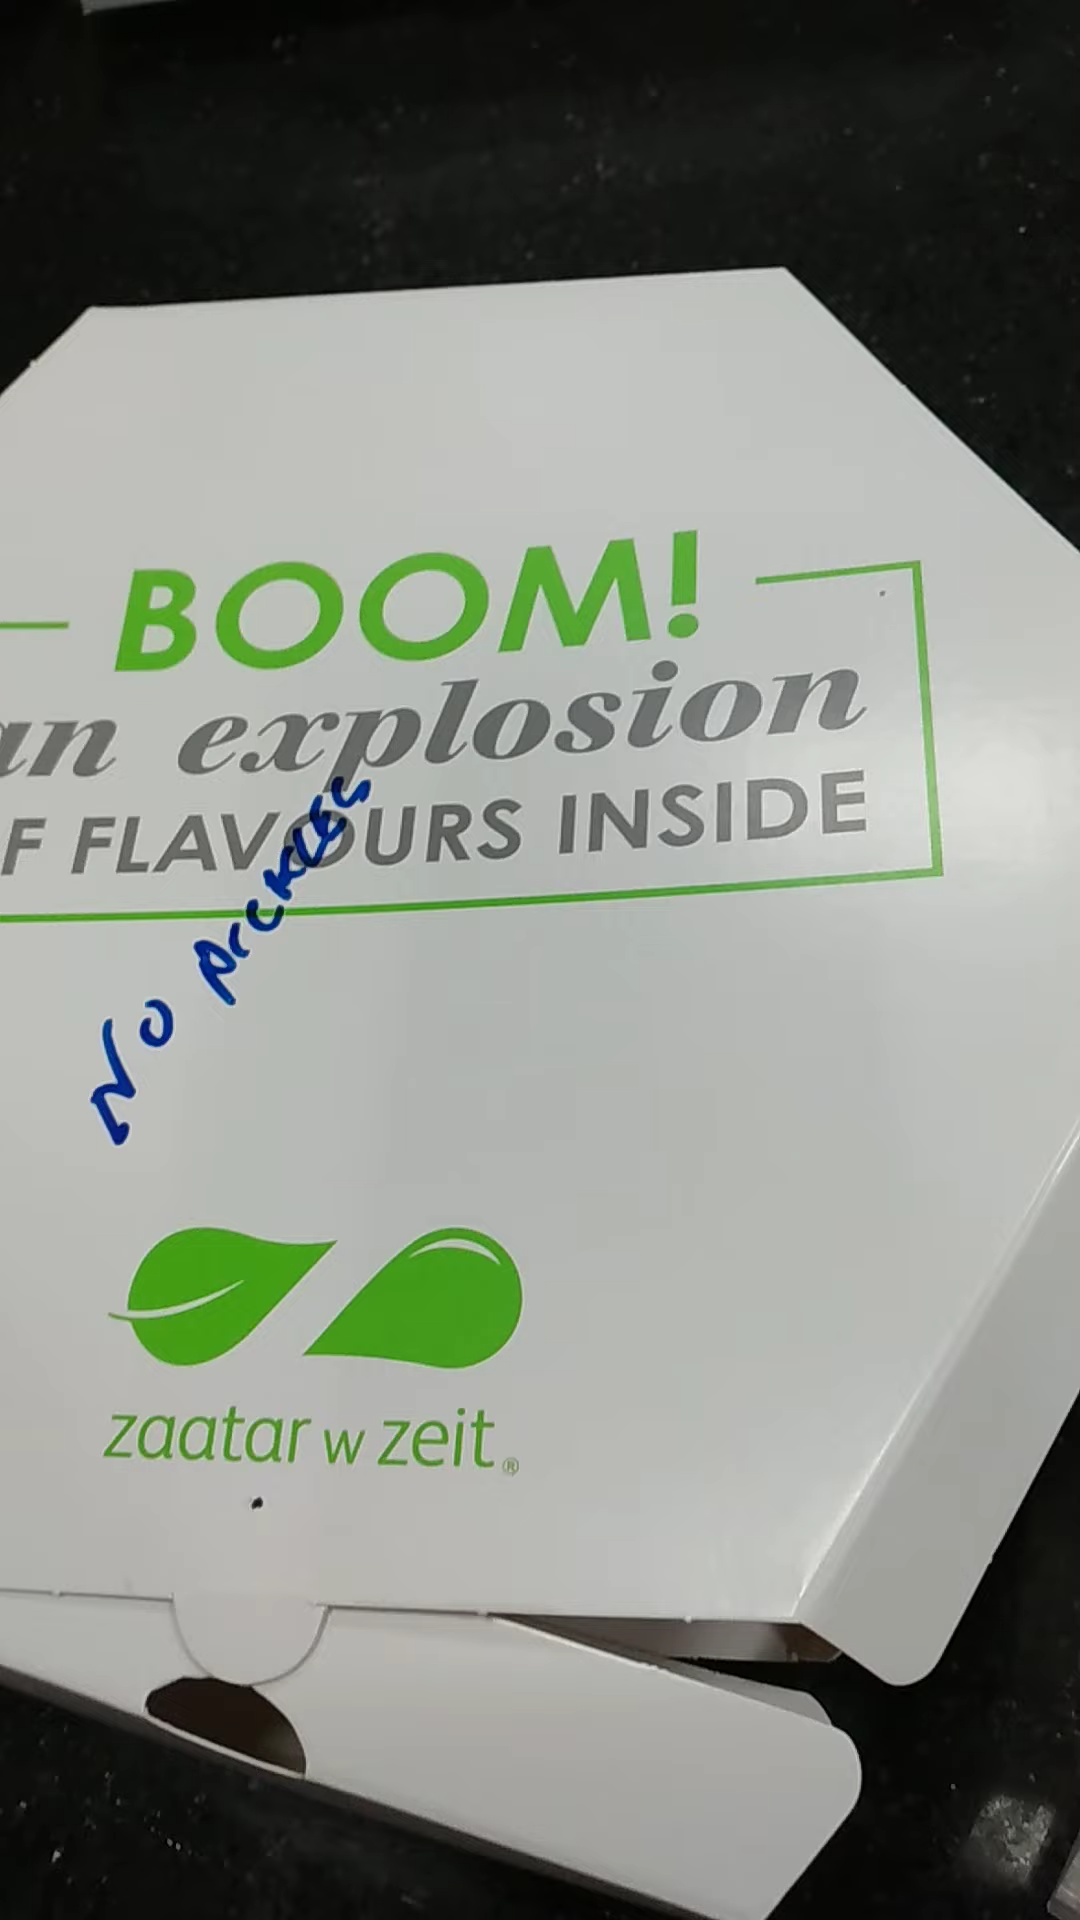 BOOM!
an explosion
F FLAVOURS INSIDE
NO PICKLES
zaatar w zeit®